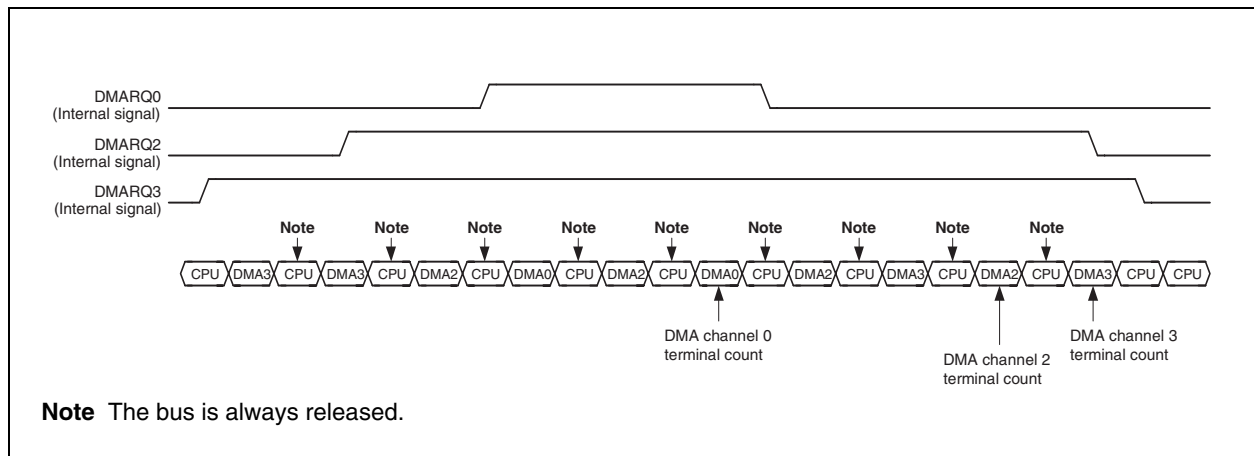 DMARQ0
(Internal signal)
DMARQ2
(Internal signal)
DMARQ3
(Internal signal)
Note Note Note Note Note Note Note Note Note
CPU DMA3 CPU DMA3 CPU DMA2 CPU DMA0 CPU DMA2 CPU DMA0 CPU DMA2 CPU DMA3 CPU DMA2 CPU DMA3 CPU CPU
DMA channel 0
terminal count
DMA channel 2
terminal count
DMA channel 3
terminal count
Note The bus is always released.